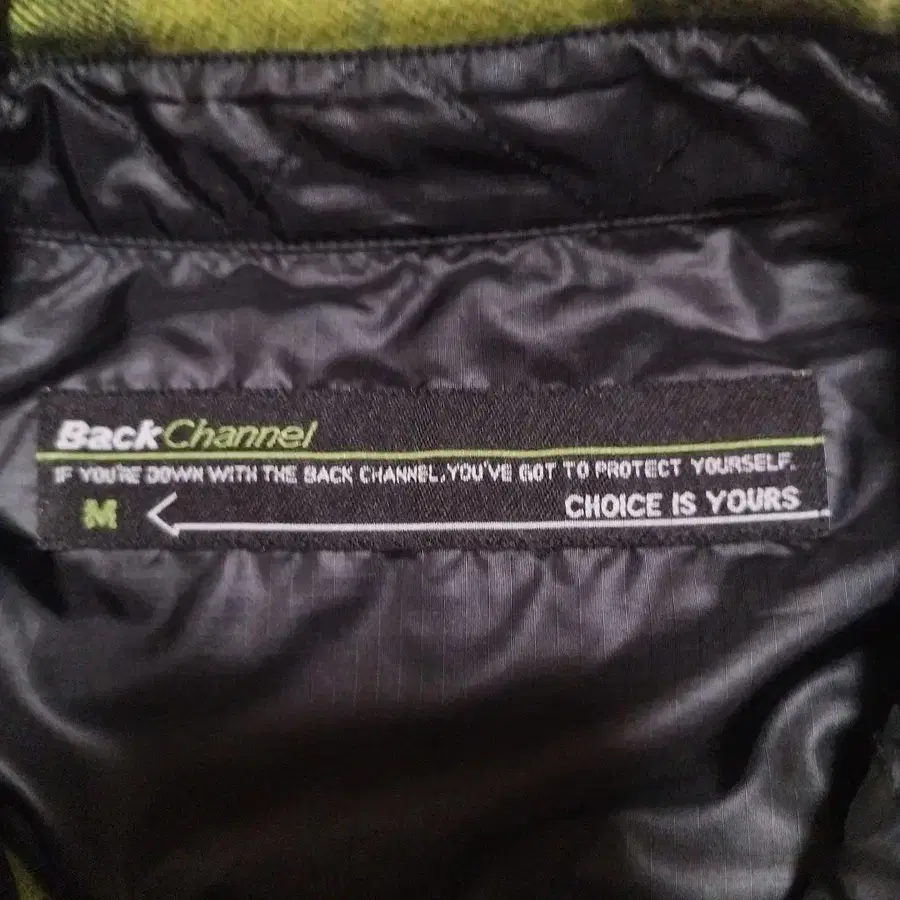 BackChannel
IF YOU'RE DOWN WITH THE BACK CHANNEL, YOU'VE GOT TO PROTECT YOURSELF.
M CHOICE IS YOURS